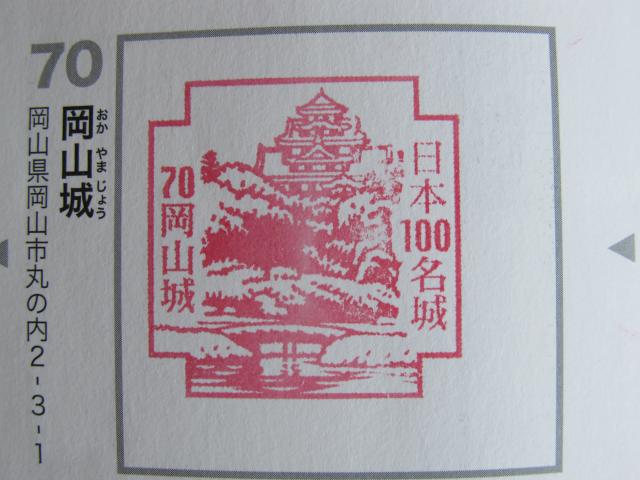 70
岡山城
おか やま じょう
岡山県岡山市丸の内2-3-1
日本100名城
70岡山城